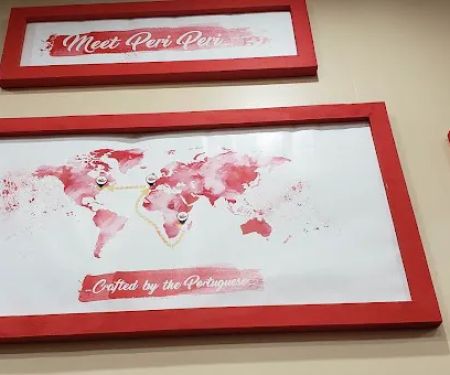 Meet Peri Peri
Crafted by the Portuguese